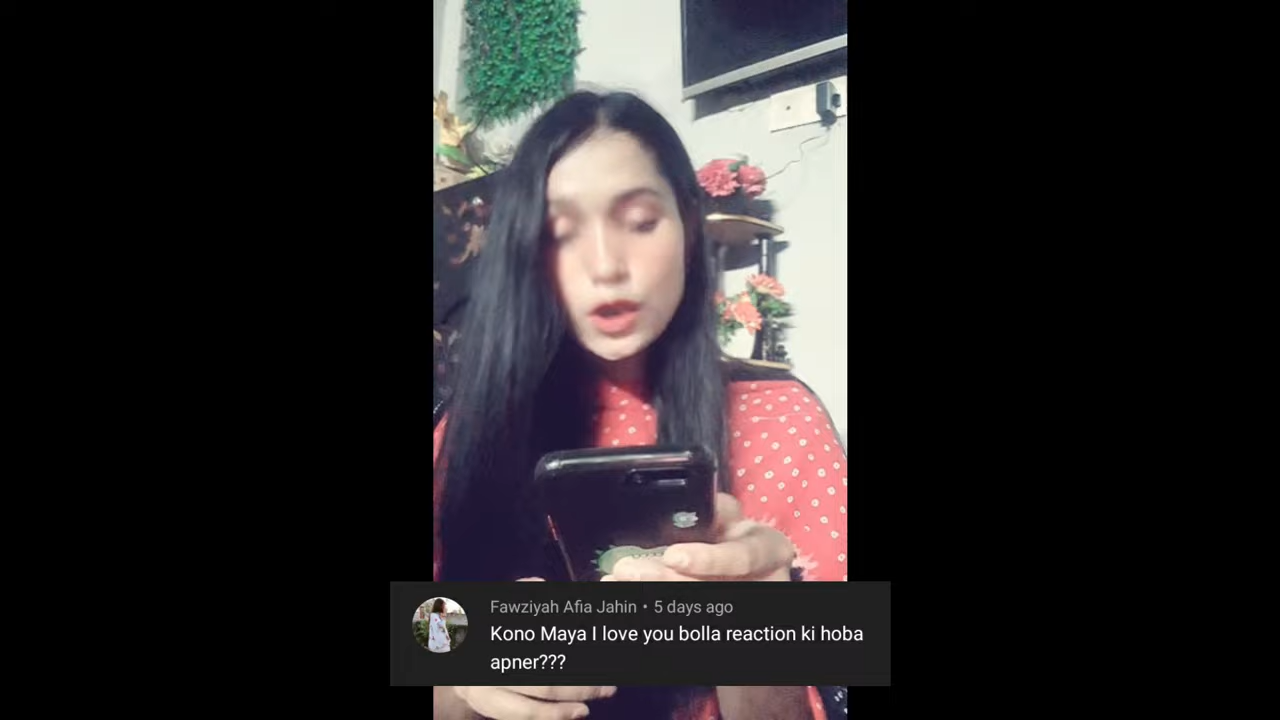 Fawziyah Afia Jahin • 5 days ago
Kono Maya I love you bolla reaction ki hoba
apner???